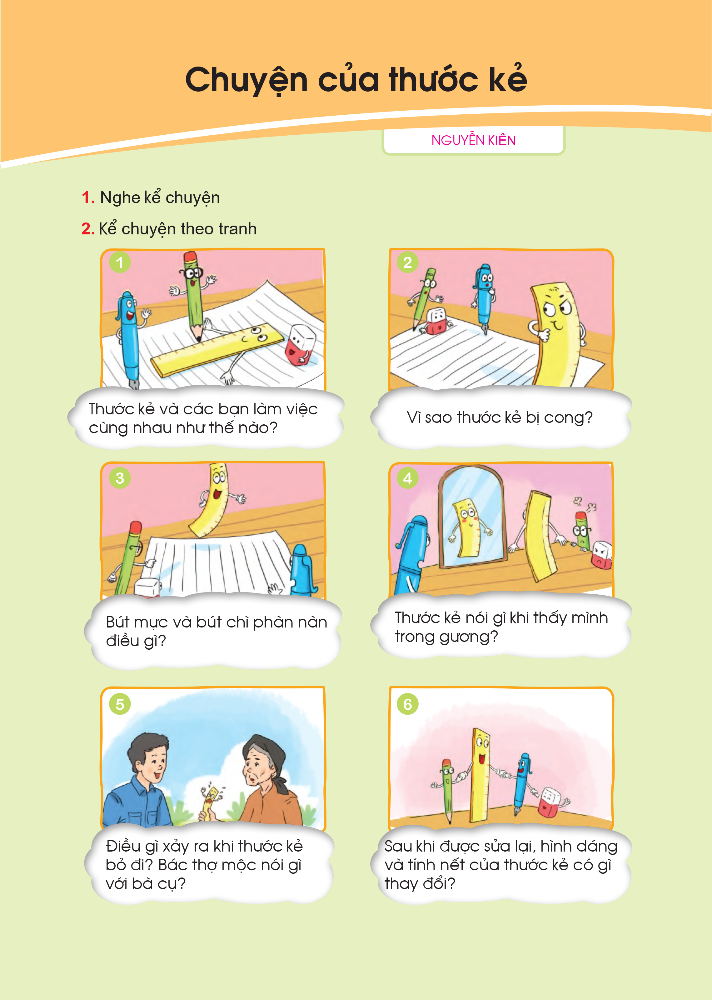 Chuyện của thước kẻ
NGUYỄN KIÊN
1. Nghe kể chuyện
2. Kể chuyện theo tranh
1
2
Thước kẻ và các bạn làm việc
cùng nhau như thế nào?
Vì sao thước kẻ bị cong?
3
4
Bút mực và bút chì phàn nàn
điều gì?
Thước kẻ nói gì khi thấy mình
trong gương?
5
6
Điều gì xảy ra khi thước kẻ
bỏ đi? Bác thợ mộc nói gì
với bà cụ?
Sau khi được sửa lại, hình dáng
và tính nết của thước kẻ có gì
thay đổi?